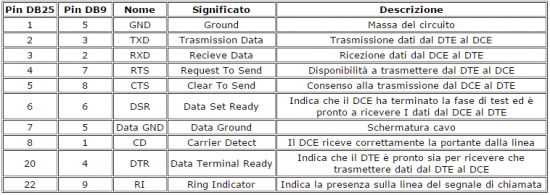 Pin DB25 Pin DB9 Nome Significato Descrizione
1 5 GND Ground Massa del circuito
2 3 TXD Trasmission Data Trasmissione dati dal DTE al DCE
3 2 RXD Recieve Data Ricezione dati dal DCE al DTE
4 7 RTS Request To Send Disponibilità a trasmettere dal DTE al DCE
5 8 CTS Clear To Send Consenso alla trasmissione dal DCE al DTE
6 6 DSR Data Set Ready Indica che il DCE ha terminato la fase di test ed è
pronto a ricevere I dati dal DCE al DTE
7 5 Data GND Data Ground Schermatura cavo
8 1 CD Carrier Detect Il DCE riceve correttamente la portante dalla linea
20 4 DTR Data Terminal Ready Indica che il DTE è pronto sia per ricevere che
trasmettere dati dal DTE al DCE
22 9 RI Ring Indicator Indica la presenza sulla linea del segnale di chiamata